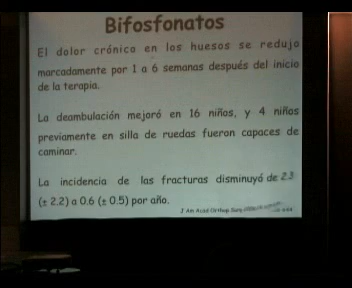 Bifosfonatos
El dolor crónico en los huesos se redujo
marcadamente por 1 a 6 semanas después del inicio
de la terapia.
La deambulación mejoró en 16 niños, y 4 niños
previamente en silla de ruedas fueron capaces de
caminar.
La incidencia de las fracturas disminuyó de 2.3
(± 2.2) a 0.6 (± 0.5) por año.
J Am Acad Orthop Surg